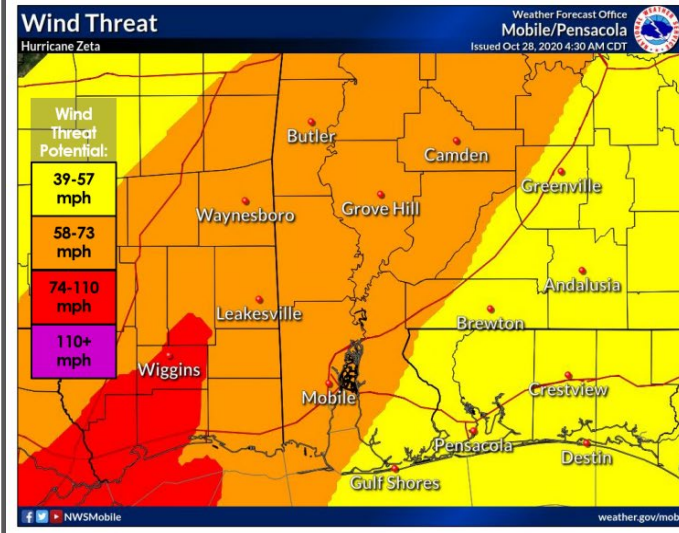 Wind Threat
Hurricane Zeta
Weather Forecast Office
Mobile/Pensacola
Issued Oct 28, 2020 4:30 AM CDT
Wind
Threat
Potential:
39-57
mph
58-73
mph
74-110
mph
110+
mph
Butler
Camden
Greenville
Waynesboro
Grove Hill
Andalusia
Leakesville
Brewton
Wiggins
Mobile
Crestview
Pensacola
Destin
Gulf Shores
NWSMobile
weather.gov/mob